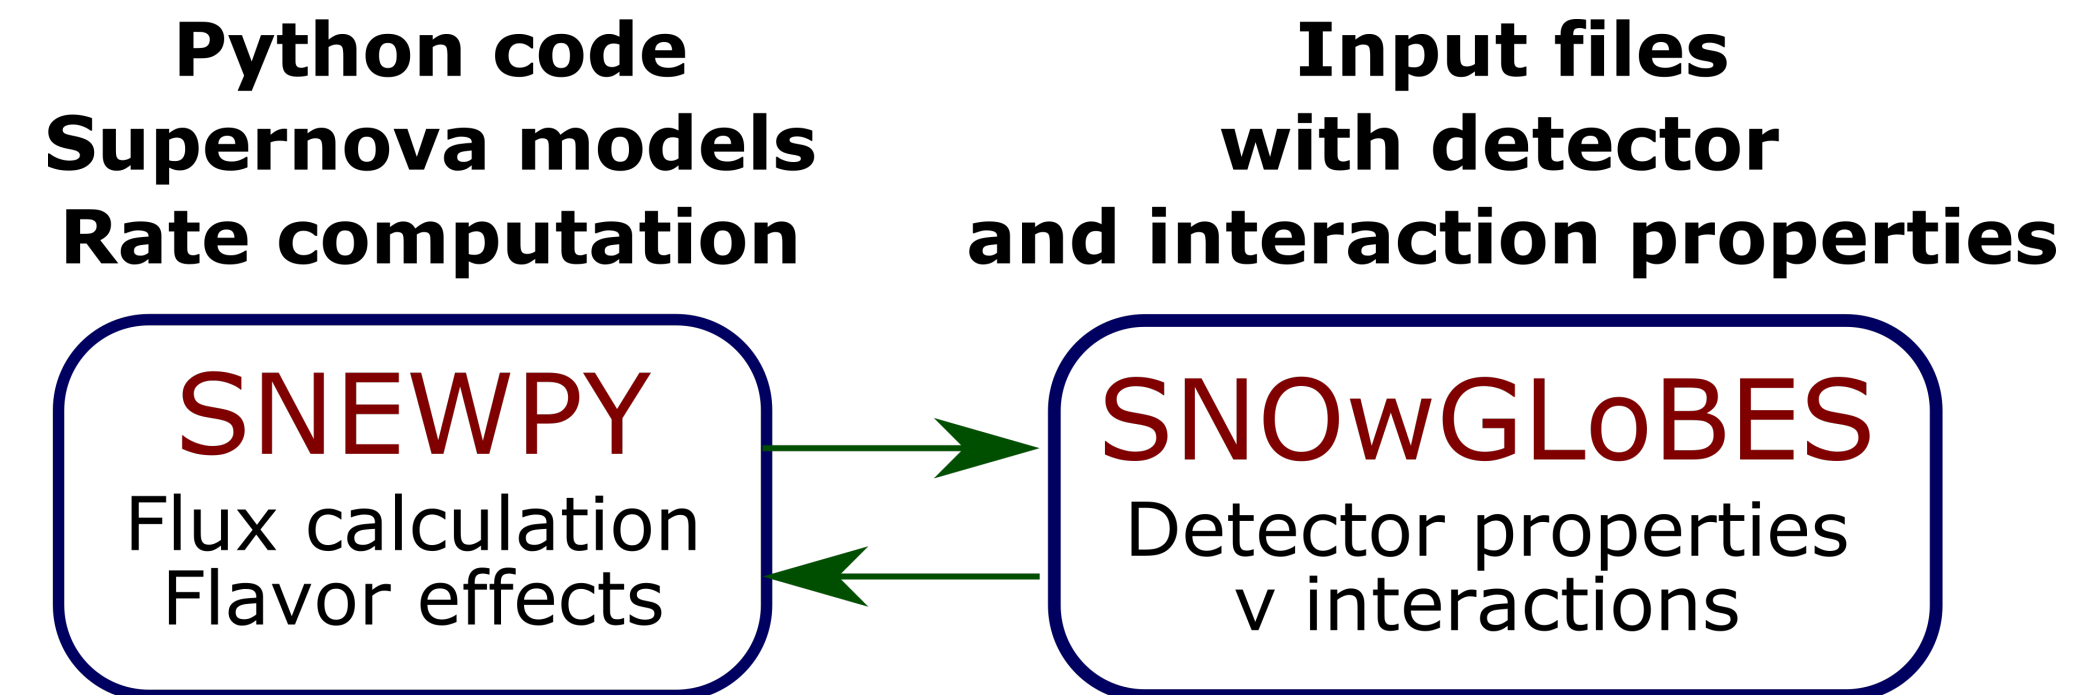 Python code
Supernova models
Rate computation
Input files
with detector
and interaction properties
SNEWPY
Flux calculation
Flavor effects
SNOwGLoBES
Detector properties
ν interactions